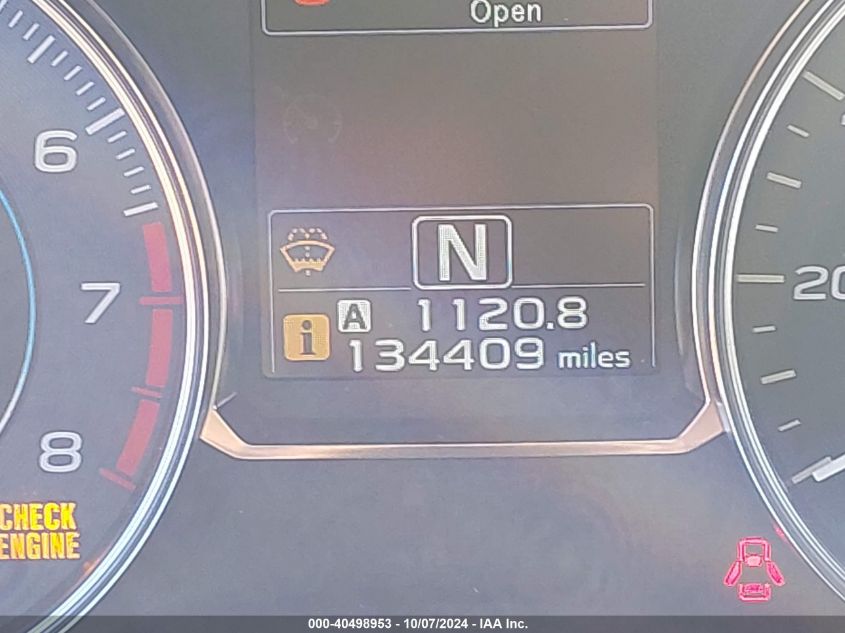 Open
6
7
8
N
A 1120.8
i 134409 miles
20
CHECK
ENGINE
000-40498953 - 10/07/2024 - IAA Inc.